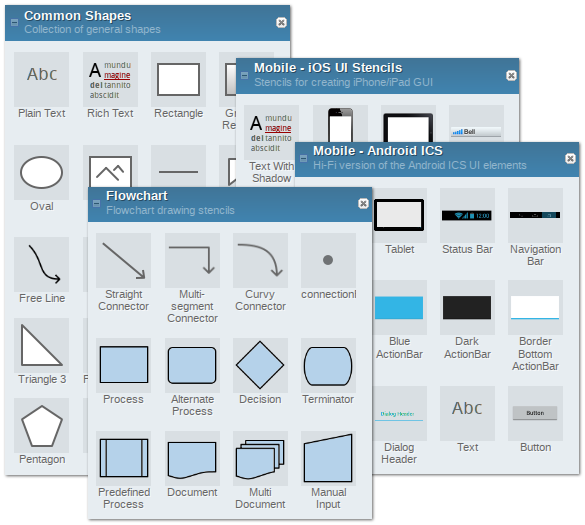 Common Shapes
Collection of general shapes
Abc
Plain Text
A mundu
magine
del tannito
abscidit
Rich Text
Rectangle
Oval
Free Line
Triangle 3
Pentagon
Mobile - iOS UI Stencils
Stencils for creating iPhone/iPad GUI
A mundu
magine
del tannito
abscidit
Text With
Shadow
Bell
Mobile - Android ICS
Hi-Fi version of the Android ICS UI elements
Tablet
12:00
Status Bar
Navigation
Bar
Blue
ActionBar
Dark
ActionBar
Border
Bottom
ActionBar
Dialog Header
Dialog
Header
Abc
Text
Button
Button
Flowchart
Flowchart drawing stencils
Straight
Connector
Multi-
segment
Connector
Curvy
Connector
Process
Alternate
Process
Decision
Terminator
Predefined
Process
Document
Multi
Document
Manual
Input